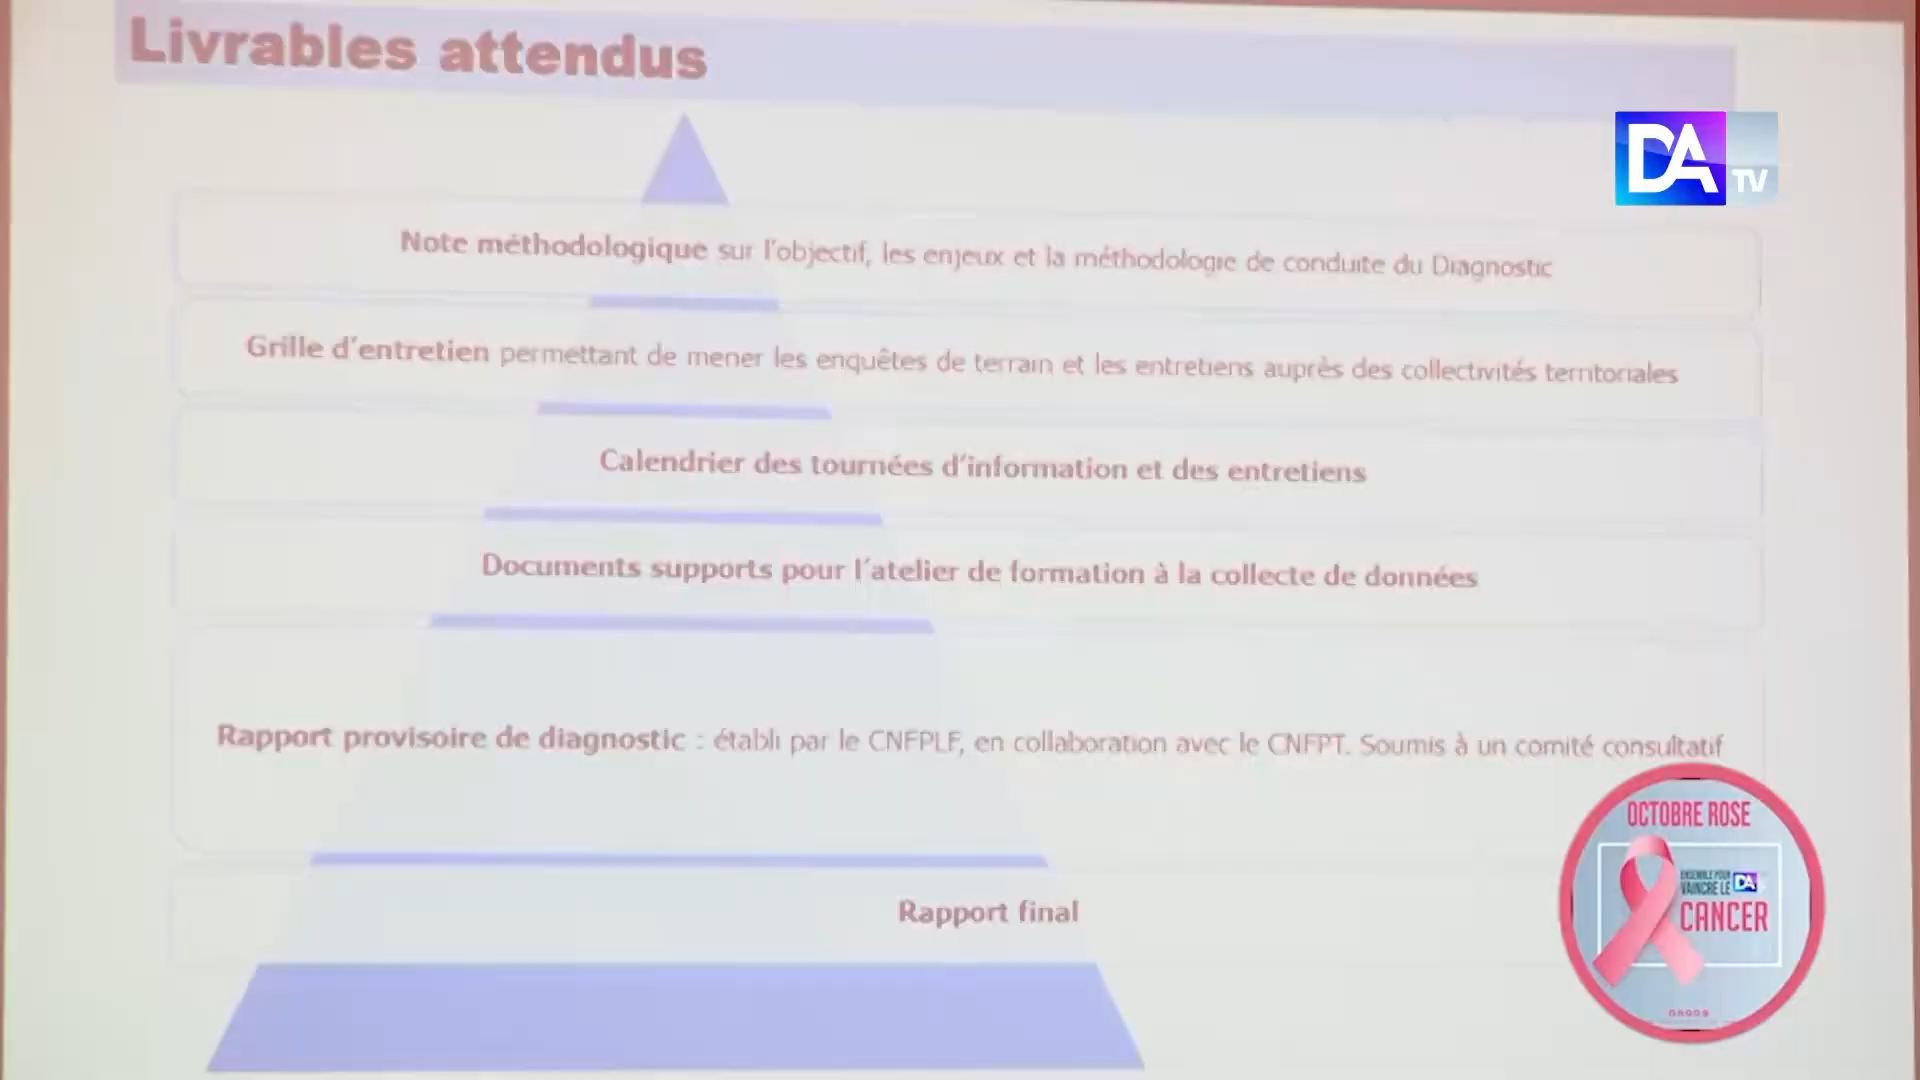 Livrables attendus
DA TV
Note méthodologique sur l'objectif, les enjeux et la méthodologie de conduite du Diagnostic
Grille d'entretien permettant de mener les enquêtes de terrain et les entretiens auprès des collectivités territoriales
Calendrier des tournées d'information et des entretiens
Documents supports pour l'atelier de formation à la collecte de données
Rapport provisoire de diagnostic : établi par le CNFPLF, en collaboration avec le CNFPT. Soumis à un comité consultatif
Rapport final
OCTOBRE ROSE
ENSEMBLE POUR
VAINCRE LE DA
CANCER